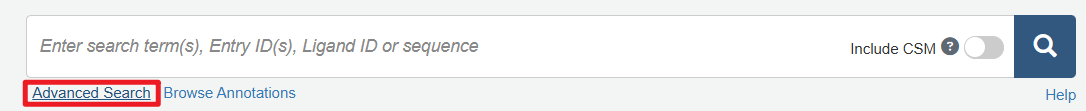 Enter search term(s), Entry ID(s), Ligand ID or sequence Include CSM ?
Advanced Search Browse Annotations Help